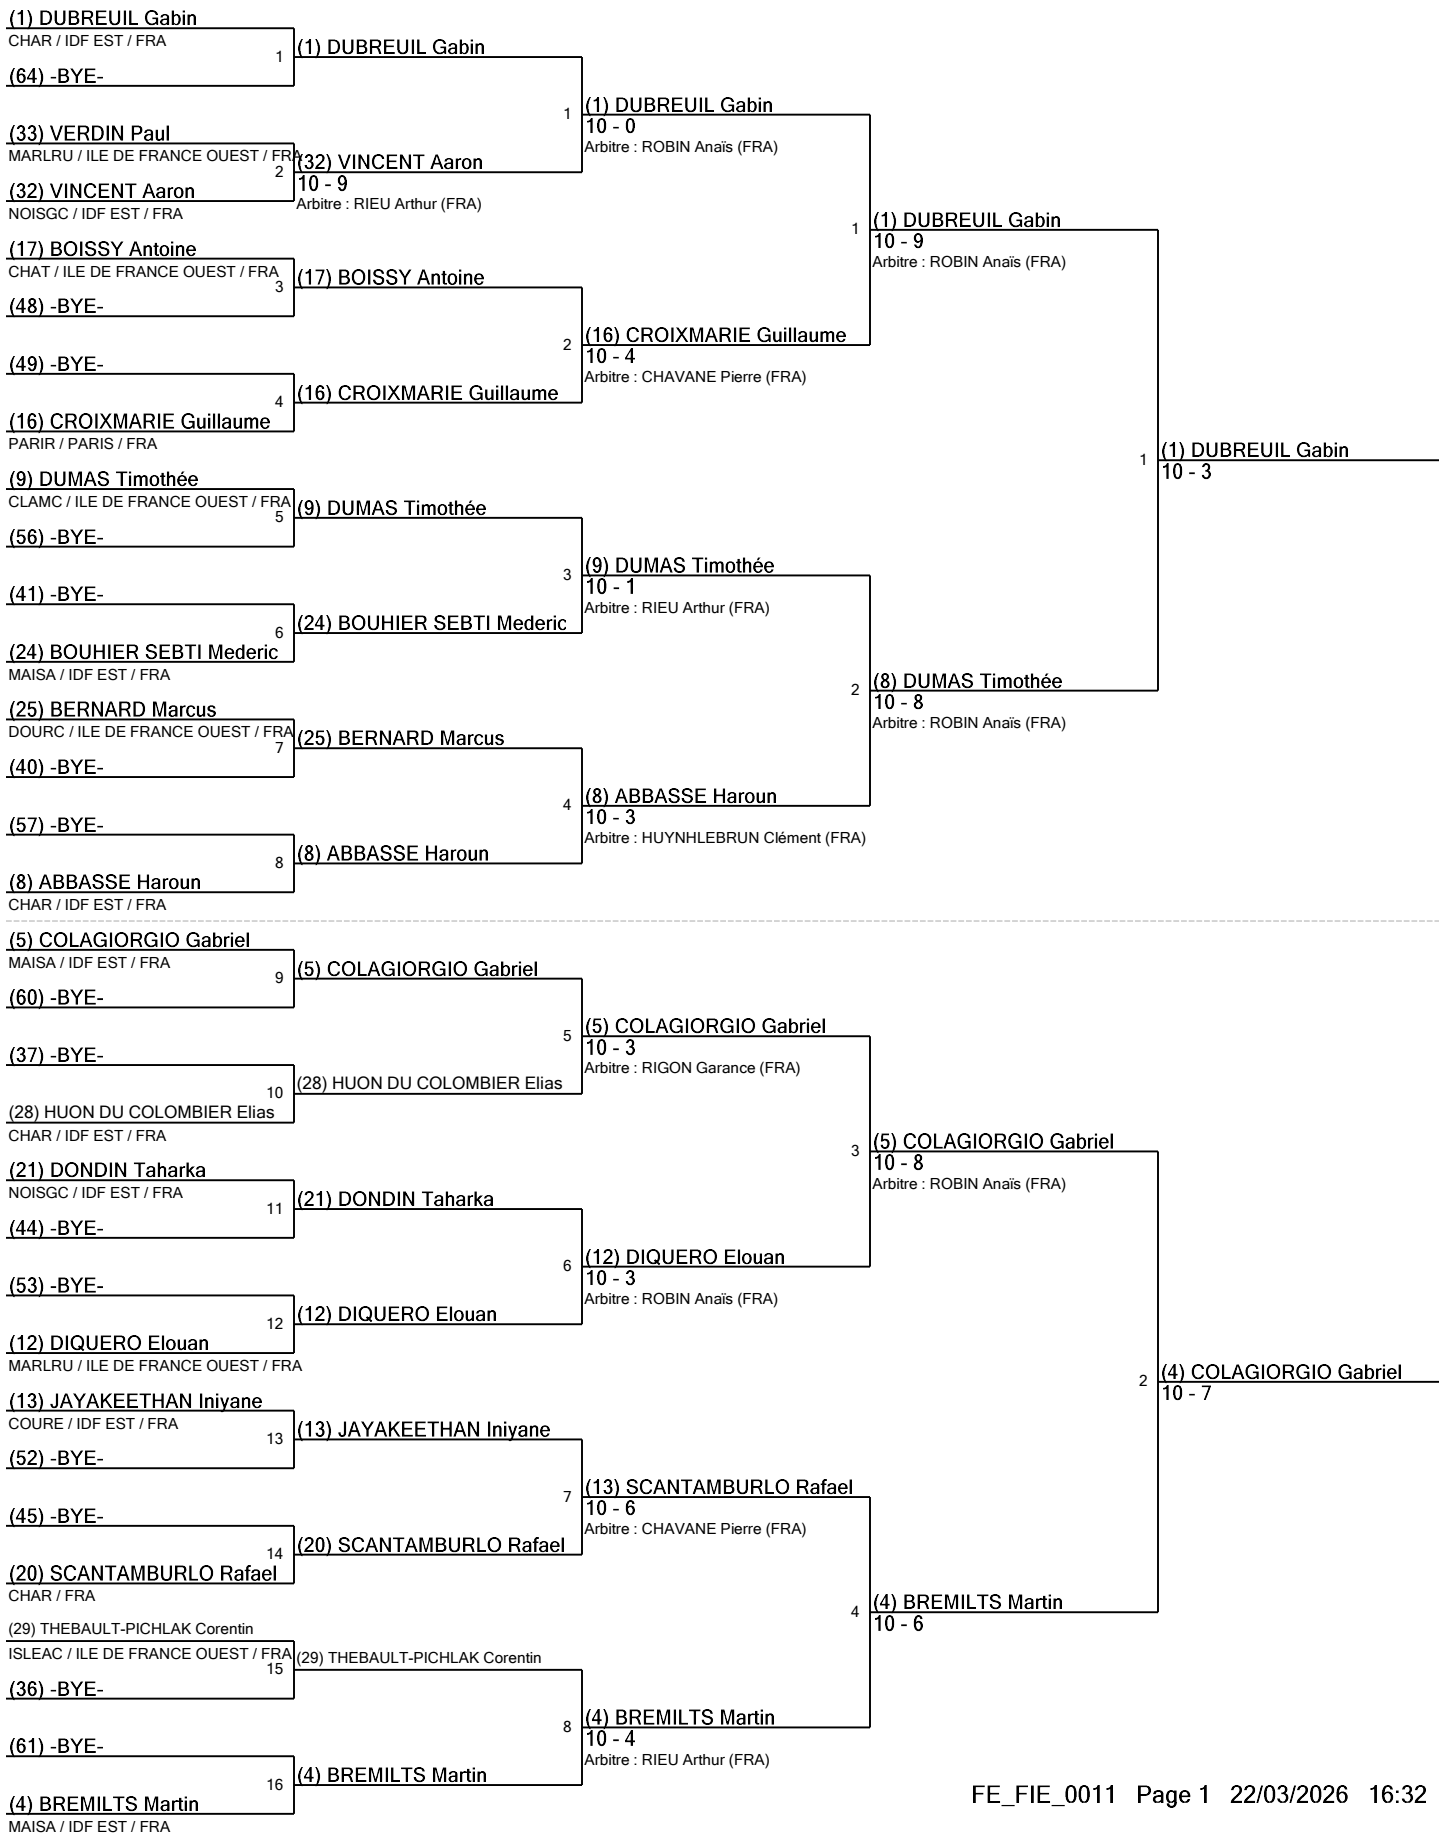 (1) DUBREUIL Gabin
CHAR / IDF EST / FRA
1
(64) -BYE-
(33) VERDIN Paul
MARLRU / ILE DE FRANCE OUEST / FRA
2
(32) VINCENT Aaron
NOISGC / IDF EST / FRA
(17) BOISSY Antoine
CHAT / ILE DE FRANCE OUEST / FRA
3
(48) -BYE-
(49) -BYE-
4
(16) CROIXMARIE Guillaume
PARIR / PARIS / FRA
(9) DUMAS Timothée
CLAMC / ILE DE FRANCE OUEST / FRA
5
(56) -BYE-
(41) -BYE-
6
(24) BOUHIER SEBTI Mederic
MAISA / IDF EST / FRA
(25) BERNARD Marcus
DOURC / ILE DE FRANCE OUEST / FRA
7
(40) -BYE-
(57) -BYE-
8
(8) ABBASSE Haroun
CHAR / IDF EST / FRA
(5) COLAGIORGIO Gabriel
MAISA / IDF EST / FRA
9
(60) -BYE-
(37) -BYE-
10
(28) HUON DU COLOMBIER Elias
CHAR / IDF EST / FRA
(21) DONDIN Taharka
NOISGC / IDF EST / FRA
11
(44) -BYE-
(53) -BYE-
12
(12) DIQUERO Elouan
MARLRU / ILE DE FRANCE OUEST / FRA
(13) JAYAKEETHAN Iniyane
COURE / IDF EST / FRA
13
(52) -BYE-
(45) -BYE-
14
(20) SCANTAMBURLO Rafael
CHAR / FRA
(29) THEBAULT-PICHLAK Corentin
ISLEAC / ILE DE FRANCE OUEST / FRA
15
(36) -BYE-
(61) -BYE-
16
(4) BREMILTS Martin
MAISA / IDF EST / FRA
(1) DUBREUIL Gabin
1
(32) VINCENT Aaron
10 - 9
Arbitre : RIEU Arthur (FRA)
(17) BOISSY Antoine
2
(16) CROIXMARIE Guillaume
(9) DUMAS Timothée
3
(24) BOUHIER SEBTI Mederic
(25) BERNARD Marcus
4
(8) ABBASSE Haroun
(5) COLAGIORGIO Gabriel
5
(28) HUON DU COLOMBIER Elias
(21) DONDIN Taharka
6
(12) DIQUERO Elouan
(13) JAYAKEETHAN Iniyane
7
(20) SCANTAMBURLO Rafael
(29) THEBAULT-PICHLAK Corentin
8
(4) BREMILTS Martin
(1) DUBREUIL Gabin
10 - 0
Arbitre : ROBIN Anaïs (FRA)
1
(16) CROIXMARIE Guillaume
10 - 4
Arbitre : CHAVANE Pierre (FRA)
(9) DUMAS Timothée
10 - 1
Arbitre : RIEU Arthur (FRA)
2
(8) ABBASSE Haroun
10 - 3
Arbitre : HUYNHLEBRUN Clément (FRA)
(5) COLAGIORGIO Gabriel
10 - 3
Arbitre : RIGON Garance (FRA)
3
(12) DIQUERO Elouan
10 - 3
Arbitre : ROBIN Anaïs (FRA)
(13) SCANTAMBURLO Rafael
10 - 6
Arbitre : CHAVANE Pierre (FRA)
4
(4) BREMILTS Martin
10 - 4
Arbitre : RIEU Arthur (FRA)
(1) DUBREUIL Gabin
10 - 9
Arbitre : ROBIN Anaïs (FRA)
1
(8) DUMAS Timothée
10 - 8
Arbitre : ROBIN Anaïs (FRA)
(5) COLAGIORGIO Gabriel
10 - 8
Arbitre : ROBIN Anaïs (FRA)
2
(4) BREMILTS Martin
10 - 6
(1) DUBREUIL Gabin
10 - 3
(4) COLAGIORGIO Gabriel
10 - 7
FE_FIE_0011 Page 1 22/03/2026 16:32